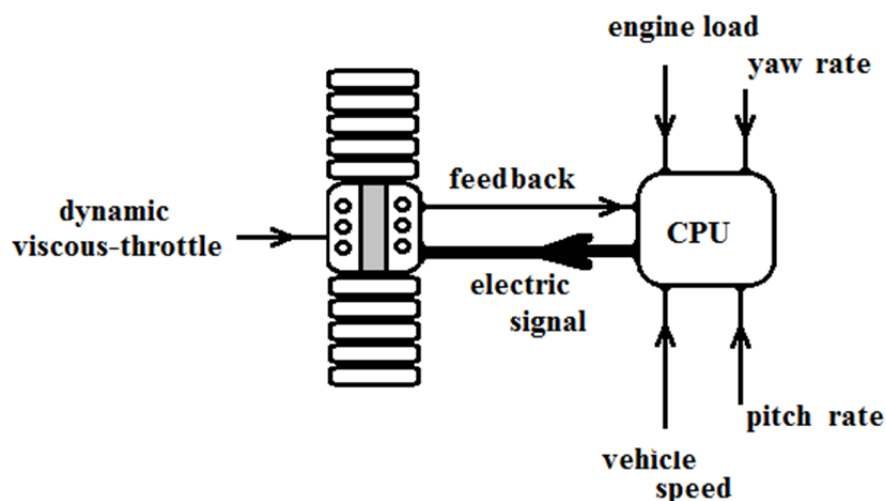 engine load
yaw rate
feedback
dynamic
viscous-throttle
CPU
electric
signal
pitch rate
vehicle
speed